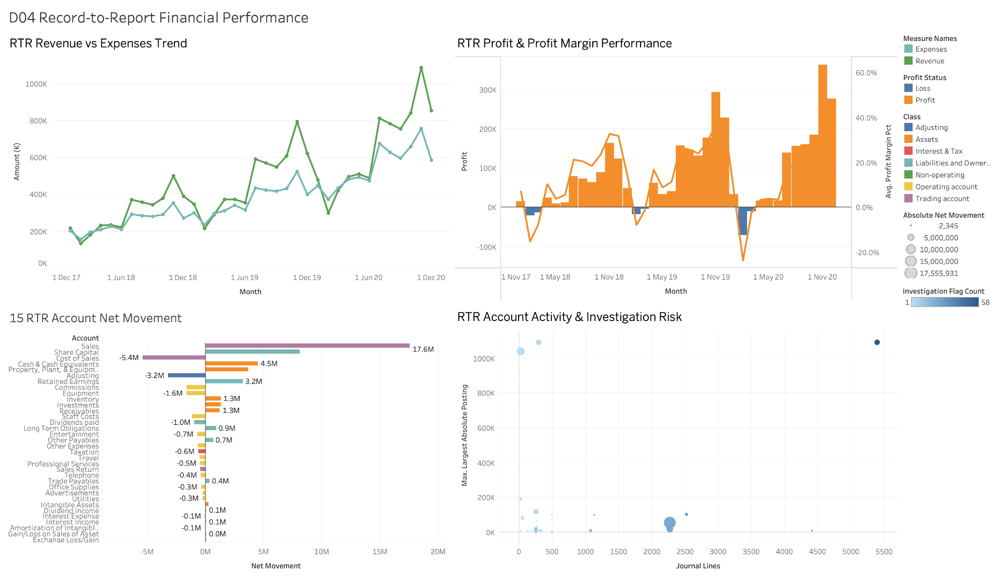 D04 Record-to-Report Financial Performance
RTR Revenue vs Expenses Trend
1000K
800K
600K
400K
200K
0K
Amount (K)
1 Dec 17
1 Jun 18
1 Dec 18
1 Jun 19
1 Dec 19
1 Jun 20
1 Dec 20
Month
RTR Profit & Profit Margin Performance
300K
200K
100K
0K
-100K
Profit
60.0%
40.0%
20.0%
0.0%
-20.0%
Avg. Profit Margin Pct
1 Nov 17
1 May 18
1 Nov 18
1 May 19
1 Nov 19
1 May 20
1 Nov 20
Month
Measure Names
Expenses
Revenue
Profit Status
Loss
Profit
Class
Adjusting
Assets
Interest & Tax
Liabilities and Owner..
Non-operating
Operating account
Trading account
Absolute Net Movement
2,345
5,000,000
10,000,000
15,000,000
17,555,931
Investigation Flag Count
1
58
15 RTR Account Net Movement
Account
Sales
17.6M
Share Capital
Cost of Sales
-5.4M
Cash & Cash Equivalents
4.5M
Property, Plant, & Equipm..
Adjusting
-3.2M
Retained Earnings
3.2M
Commissions
Equipment
-1.6M
Inventory
1.3M
Investments
Receivables
1.3M
Staff Costs
Dividends paid
-1.0M
Long Term Obligations
0.9M
Entertainment
-0.7M
Other Payables
0.7M
Other Expenses
Taxation
-0.6M
Travel
Professional Services
-0.5M
Sales Return
Telephone
-0.4M
Trade Payables
0.4M
Office Supplies
-0.3M
Advertisements
Utilities
-0.3M
Intangible Assets
Dividend Income
0.1M
Interest Expense
-0.1M
Interest Income
0.1M
Amortization of Intangibl..
-0.1M
Gain/Loss on Sales of Asset
0.0M
Exchange Loss/Gain
-5M
0M
5M
10M
15M
20M
Net Movement
RTR Account Activity & Investigation Risk
1000K
800K
600K
400K
200K
0K
Max. Largest Absolute Posting
0
500
1000
1500
2000
2500
3000
3500
4000
4500
5000
5500
Journal Lines